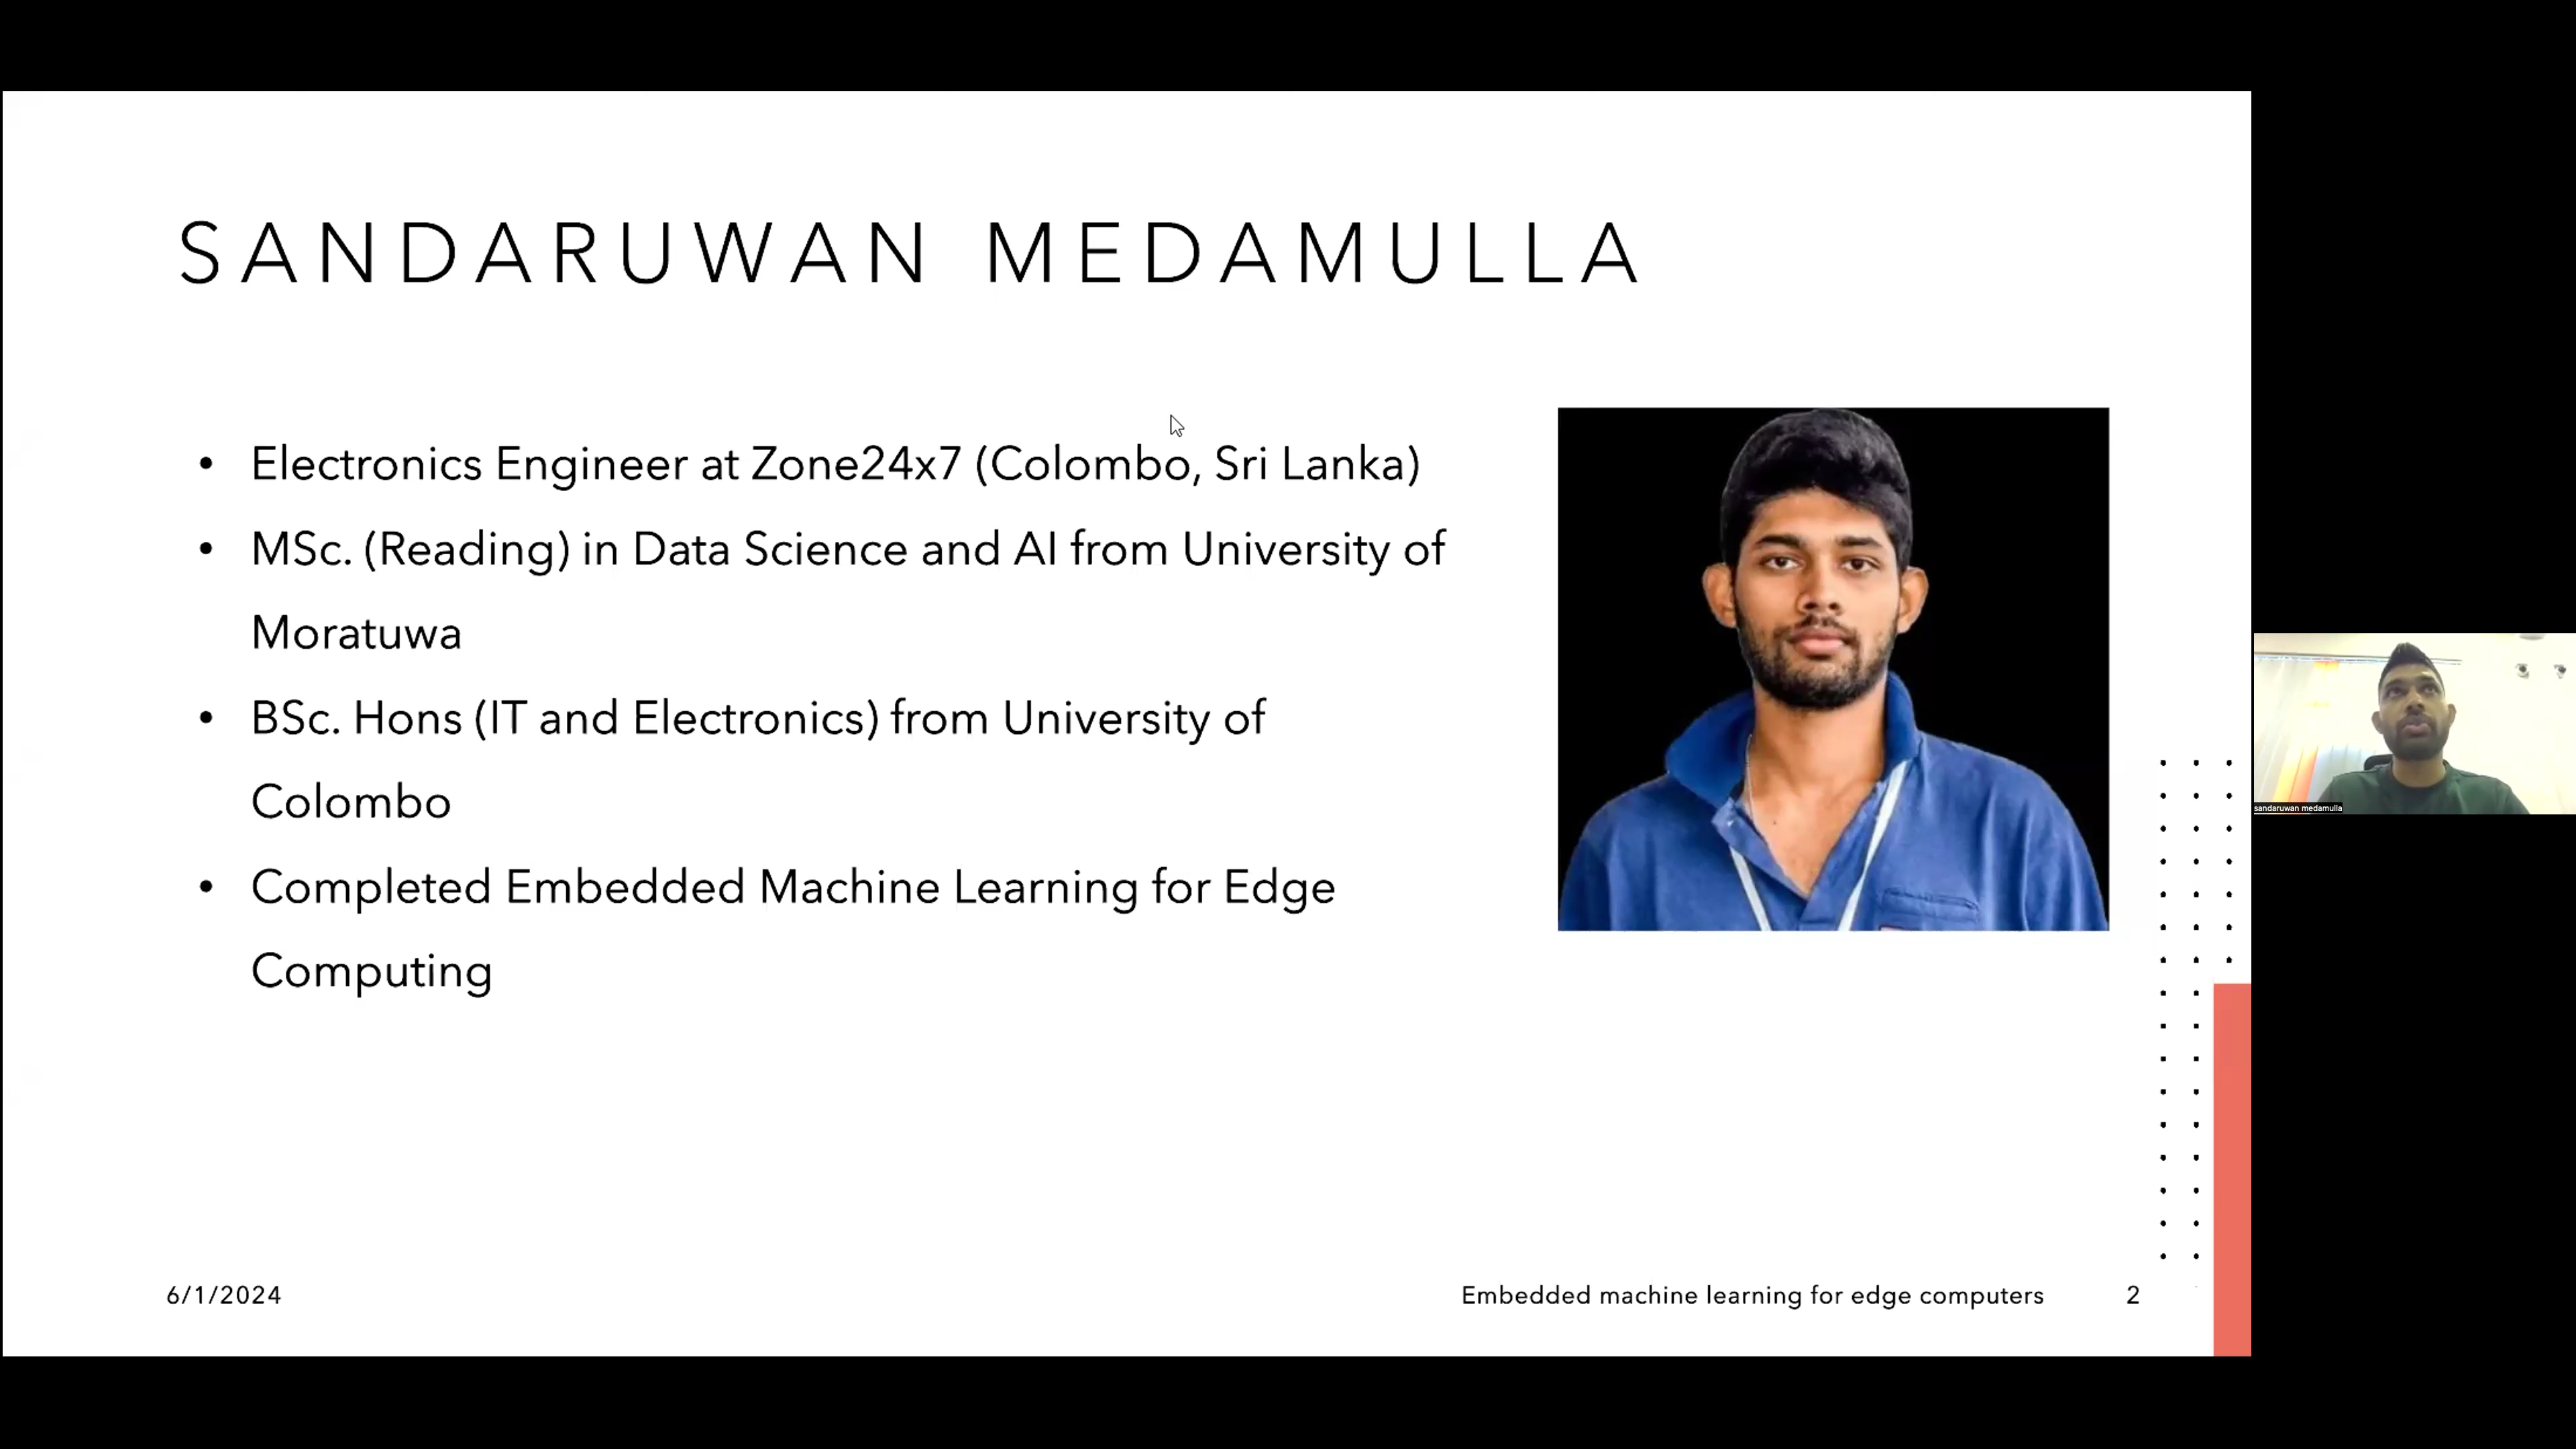 SANDARUWAN MEDAMULLA
• Electronics Engineer at Zone24x7 (Colombo, Sri Lanka)
• MSc. (Reading) in Data Science and AI from University of
Moratuwa
• BSc. Hons (IT and Electronics) from University of
Colombo
• Completed Embedded Machine Learning for Edge
Computing
sandaruwan medamulla
6/1/2024
Embedded machine learning for edge computers
2